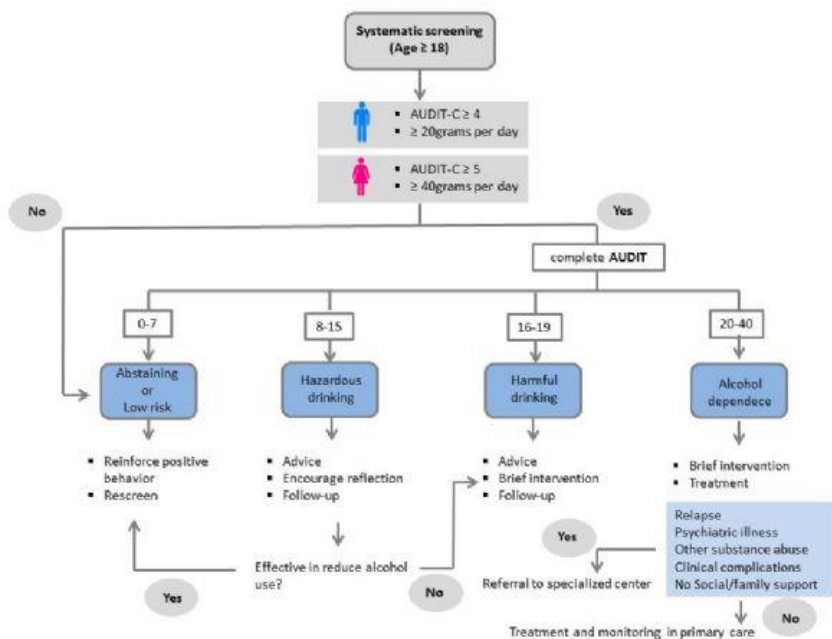 Systematic screening
(Age ≥ 18)
▪ AUDIT-C ≥ 4
▪ ≥ 20grams per day
▪ AUDIT-C ≥ 5
▪ ≥ 40grams per day
No
Yes
complete AUDIT
0-7
8-15
16-19
20-40
Abstaining
or
Low risk
Hazardous
drinking
Harmful
drinking
Alcohol
dependece
▪ Reinforce positive
behavior
▪ Rescreen
▪ Advice
▪ Encourage reflection
▪ Follow-up
▪ Advice
▪ Brief intervention
▪ Follow-up
▪ Brief intervention
▪ Treatment
Relapse
Psychiatric illness
Other substance abuse
Clinical complications
No Social/family support
Yes
Effective in reduce alcohol
use?
Yes
No
Referral to specialized center
No
Treatment and monitoring in primary care